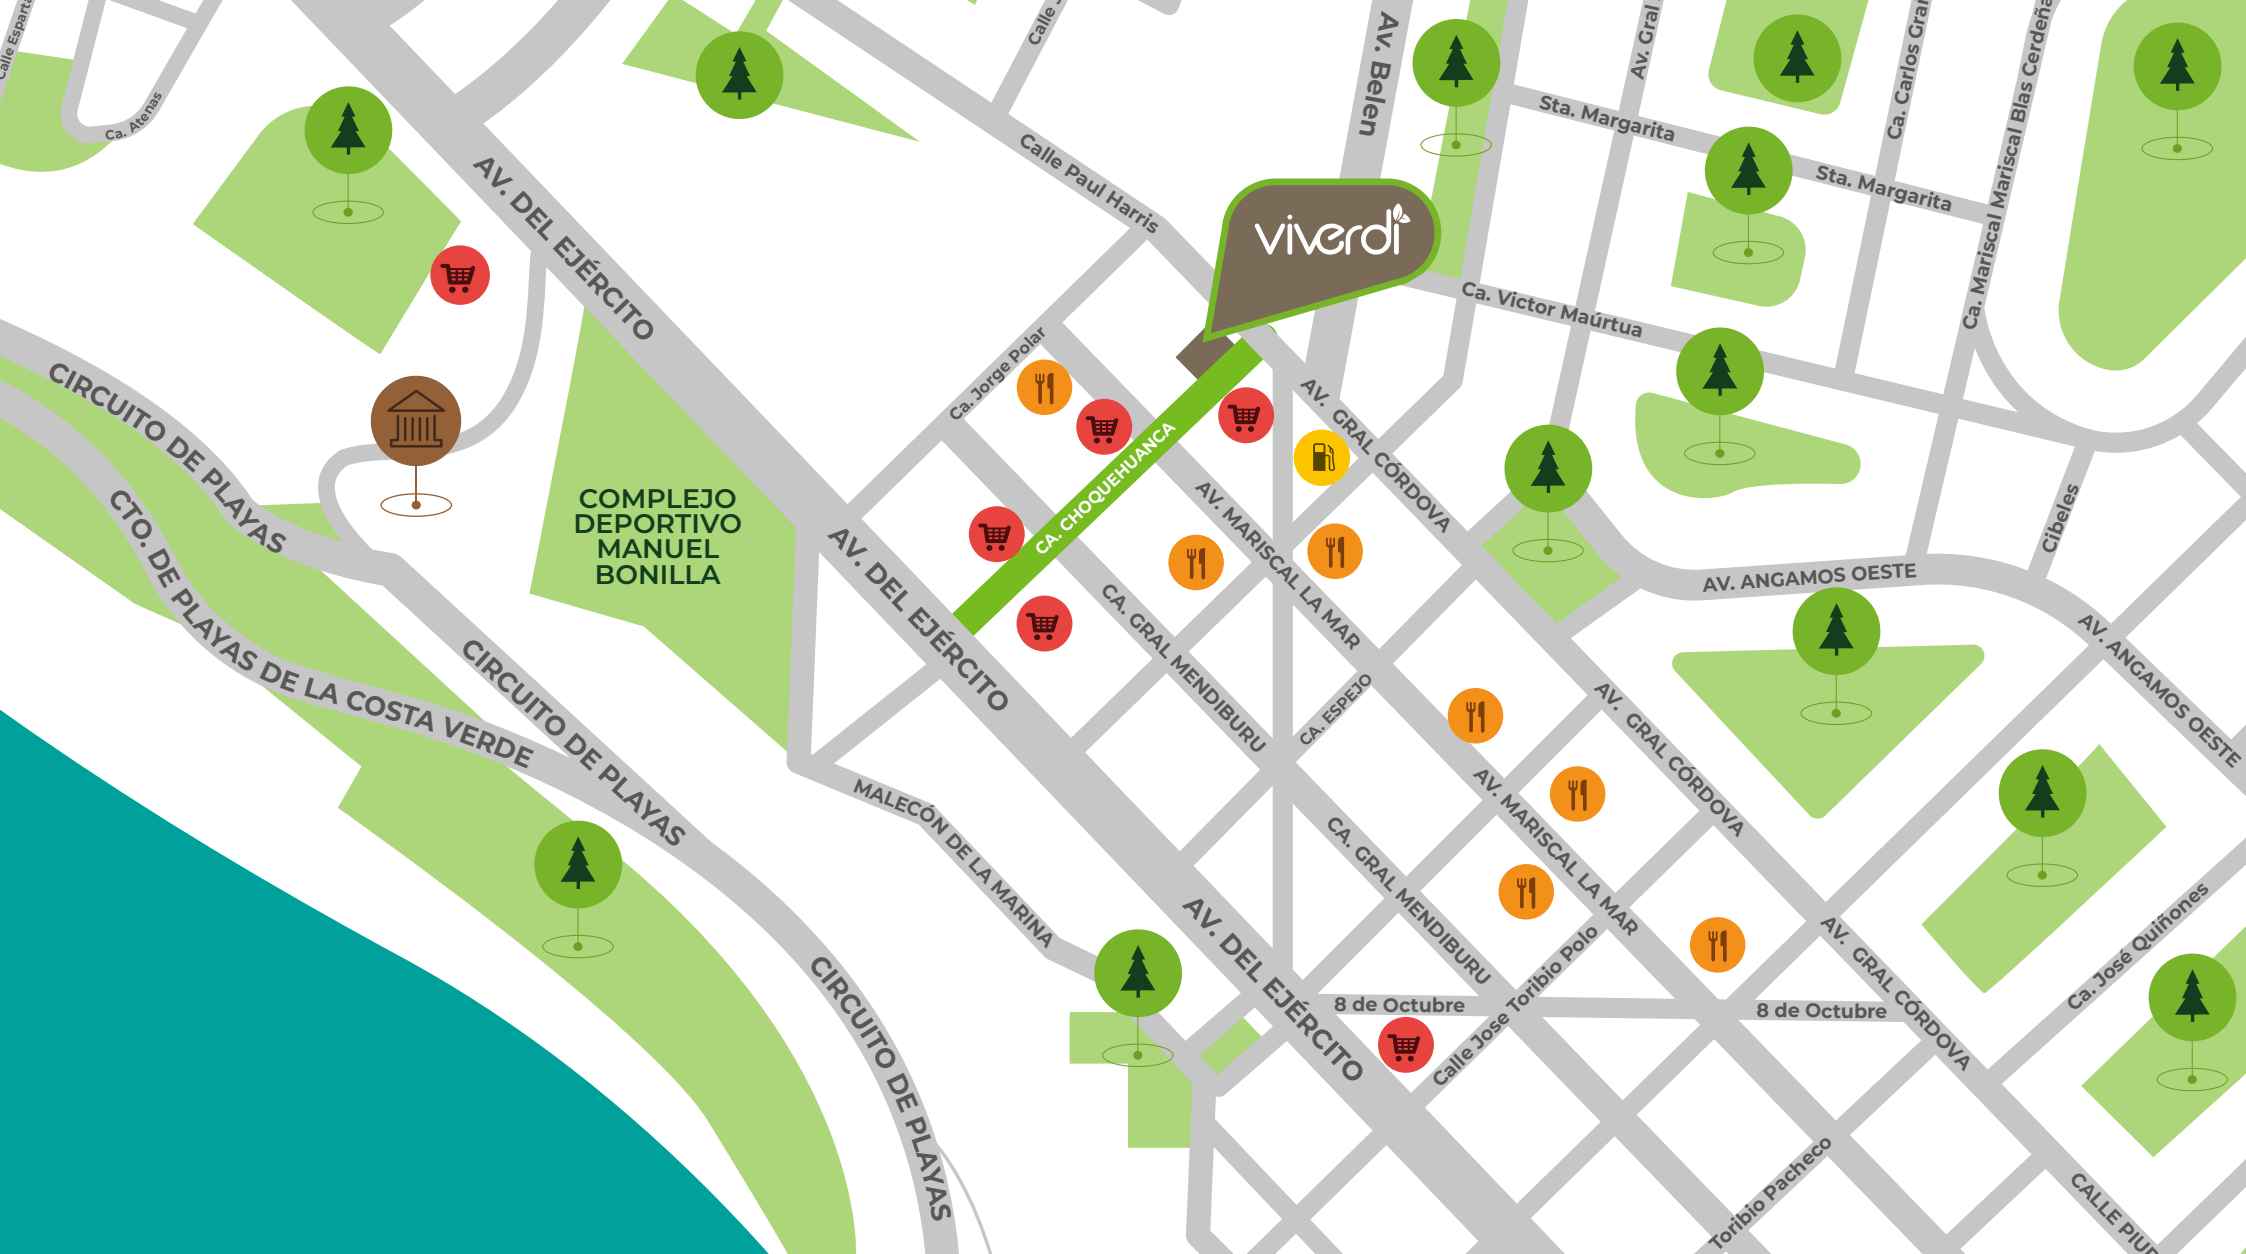 Calle Esparta
Ca. Atenas
AV. DEL EJÉRCITO
CIRCUITO DE PLAYAS
CTO. DE PLAYAS DE LA COSTA VERDE
CIRCUITO DE PLAYAS
CIRCUITO DE PLAYAS
COMPLEJO
DEPORTIVO
MANUEL
BONILLA
MALECÓN DE LA MARINA
AV. DEL EJÉRCITO
AV. DEL EJÉRCITO
Calle
Calle Paul Harris
viverdi
Av. Belen
Ca. Jorge Polar
CA. CHOQUEHUANCA
AV. GRAL CÓRDOVA
AV. MARISCAL LA MAR
CA. GRAL MENDIBURU
CA. ESPEJO
CA. GRAL MENDIBURU
AV. MARISCAL LA MAR
AV. GRAL CÓRDOVA
AV. GRAL CÓRDOVA
8 de Octubre
8 de Octubre
Calle Jose Toribio Polo
Toribio Pacheco
Av. Gral
Ca. Carlos
Ca. Mariscal Mariscal Blas Cerdeña
Sta. Margarita
Sta. Margarita
Ca. Victor Maúrtua
Cibeles
AV. ANGAMOS OESTE
AV. ANGAMOS OESTE
Ca. José Quiñones
CALLE